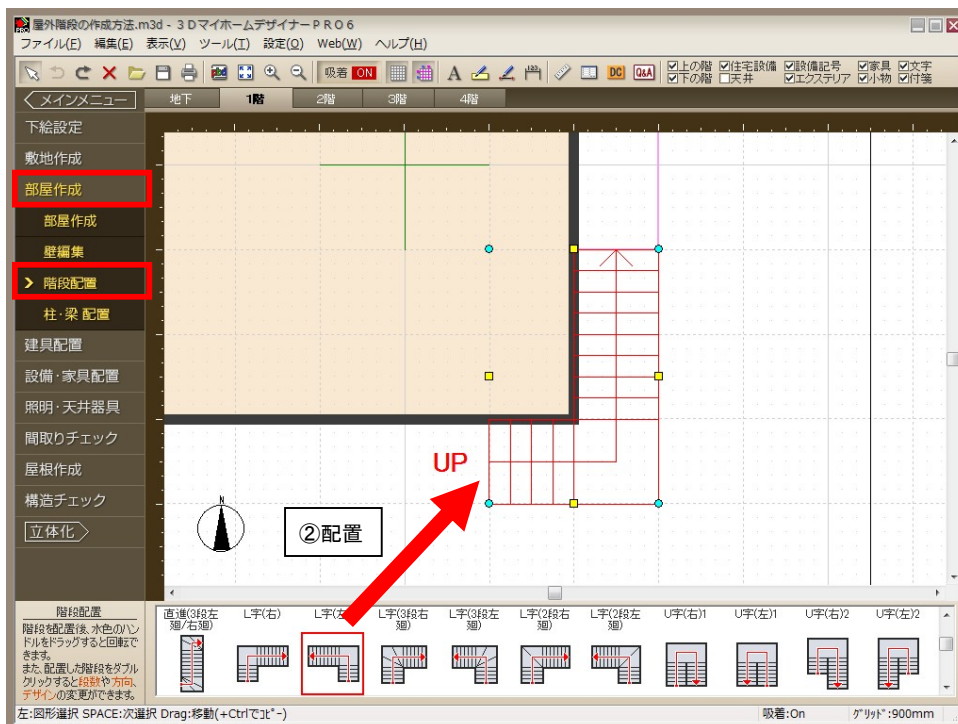 屋外階段の作成方法.m3d - 3DマイホームデザイナーPRO6
ファイル(F) 編集(E) 表示(V) ツール(T) 設定(O) Web(W) ヘルプ(H)
吸着 ON A DC Q&A 上の階 住宅設備 設備記号 家具 文字
下の階 天井 エクステリア 小物 付箋
メインメニュー 地下 1階 2階 3階 4階
下絵設定
敷地作成
部屋作成
部屋作成
壁編集
階段配置
柱・梁 配置
建具配置
設備・家具配置
照明・天井器具
間取りチェック
屋根作成
構造チェック
立体化
UP
N
②配置
階段配置
階段を配置後、水色のハン
ドルをドラッグすると回転で
きます。
また、配置した階段をダブル
クリックすると段数や方向、
デザインの変更ができます。
直進(3段左
廻/右廻)
L字(右)
L字(左)
L字(3段右
廻)
L字(3段左
廻)
L字(2段右
廻)
L字(2段左
廻)
U字(右)1
U字(左)1
U字(右)2
U字(左)2
左:図形選択 SPACE:次選択 Drag:移動(+Ctrlでコピー) 吸着:On グリッド:900mm